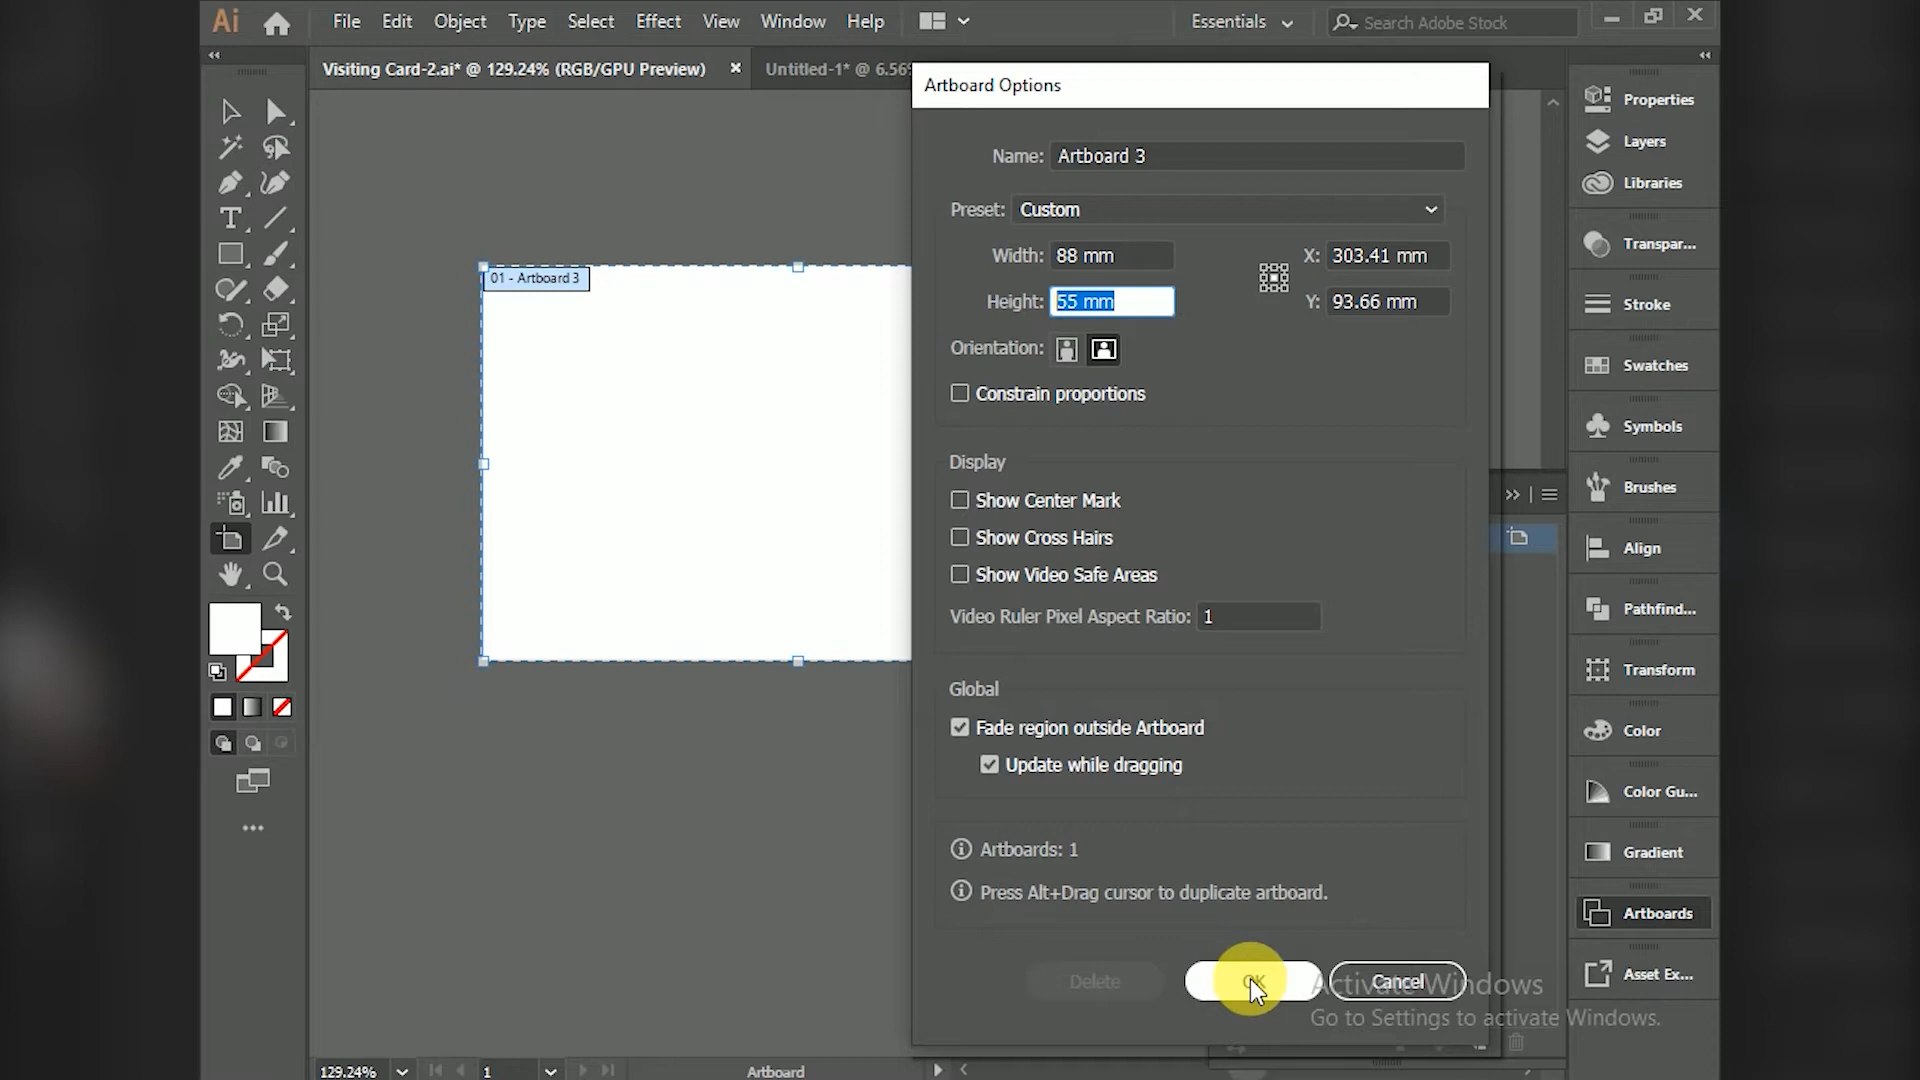 Ai
File Edit Object Type Select Effect View Window Help
Essentials
Search Adobe Stock
Visiting Card-2.ai* @ 129.24% (RGB/GPU Preview)
Untitled-1* @ 6.56%
Artboard Options
Name: Artboard 3
Preset: Custom
Width: 88 mm
X: 303.41 mm
Height: 55 mm
Y: 93.66 mm
Orientation:
Constrain proportions
Display
Show Center Mark
Show Cross Hairs
Show Video Safe Areas
Video Ruler Pixel Aspect Ratio: 1
Global
Fade region outside Artboard
Update while dragging
Artboards: 1
Press Alt+Drag cursor to duplicate artboard.
Delete
OK
Cancel
01 - Artboard 3
Properties
Layers
Libraries
Transpar...
Stroke
Swatches
Symbols
Brushes
Align
Pathfind...
Transform
Color
Color Gu...
Gradient
Artboards
Asset Ex...
Activate Windows
Go to Settings to activate Windows.
129.24%
1
Artboard